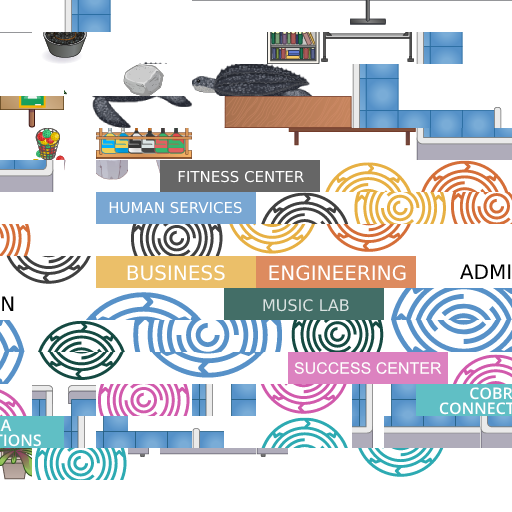 FITNESS CENTER
HUMAN SERVICES
BUSINESS
ENGINEERING
ADMI
N
MUSIC LAB
SUCCESS CENTER
COBR
CONNECT
A
TIONS